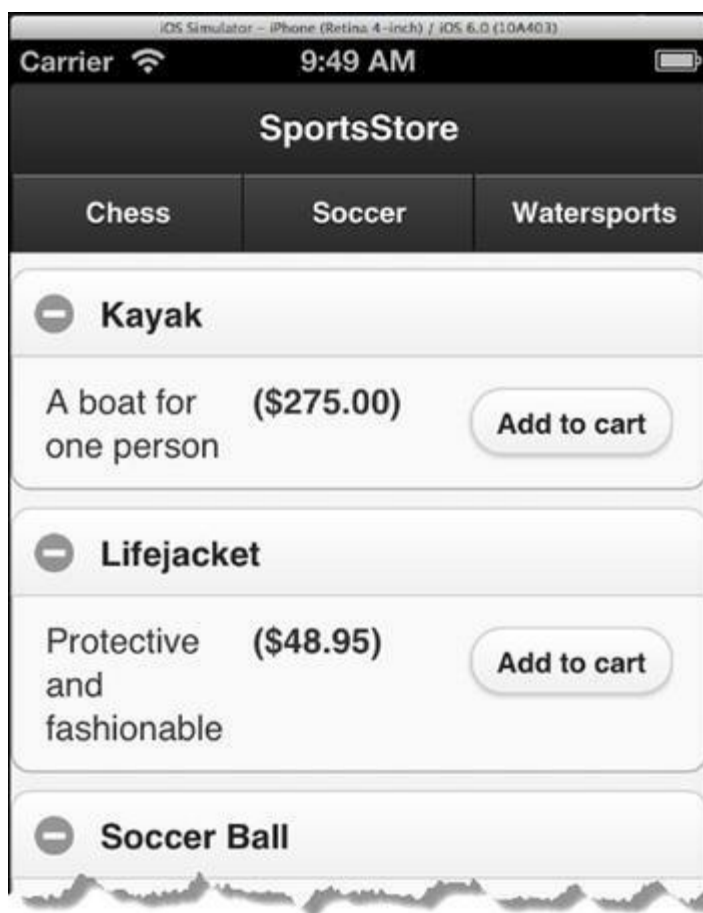 iOS Simulator – iPhone (Retina 4-inch) / iOS 6.0 (10A403)
Carrier 9:49 AM
SportsStore
Chess Soccer Watersports
Kayak
A boat for ($275.00) Add to cart
one person
Lifejacket
Protective ($48.95) Add to cart
and
fashionable
Soccer Ball